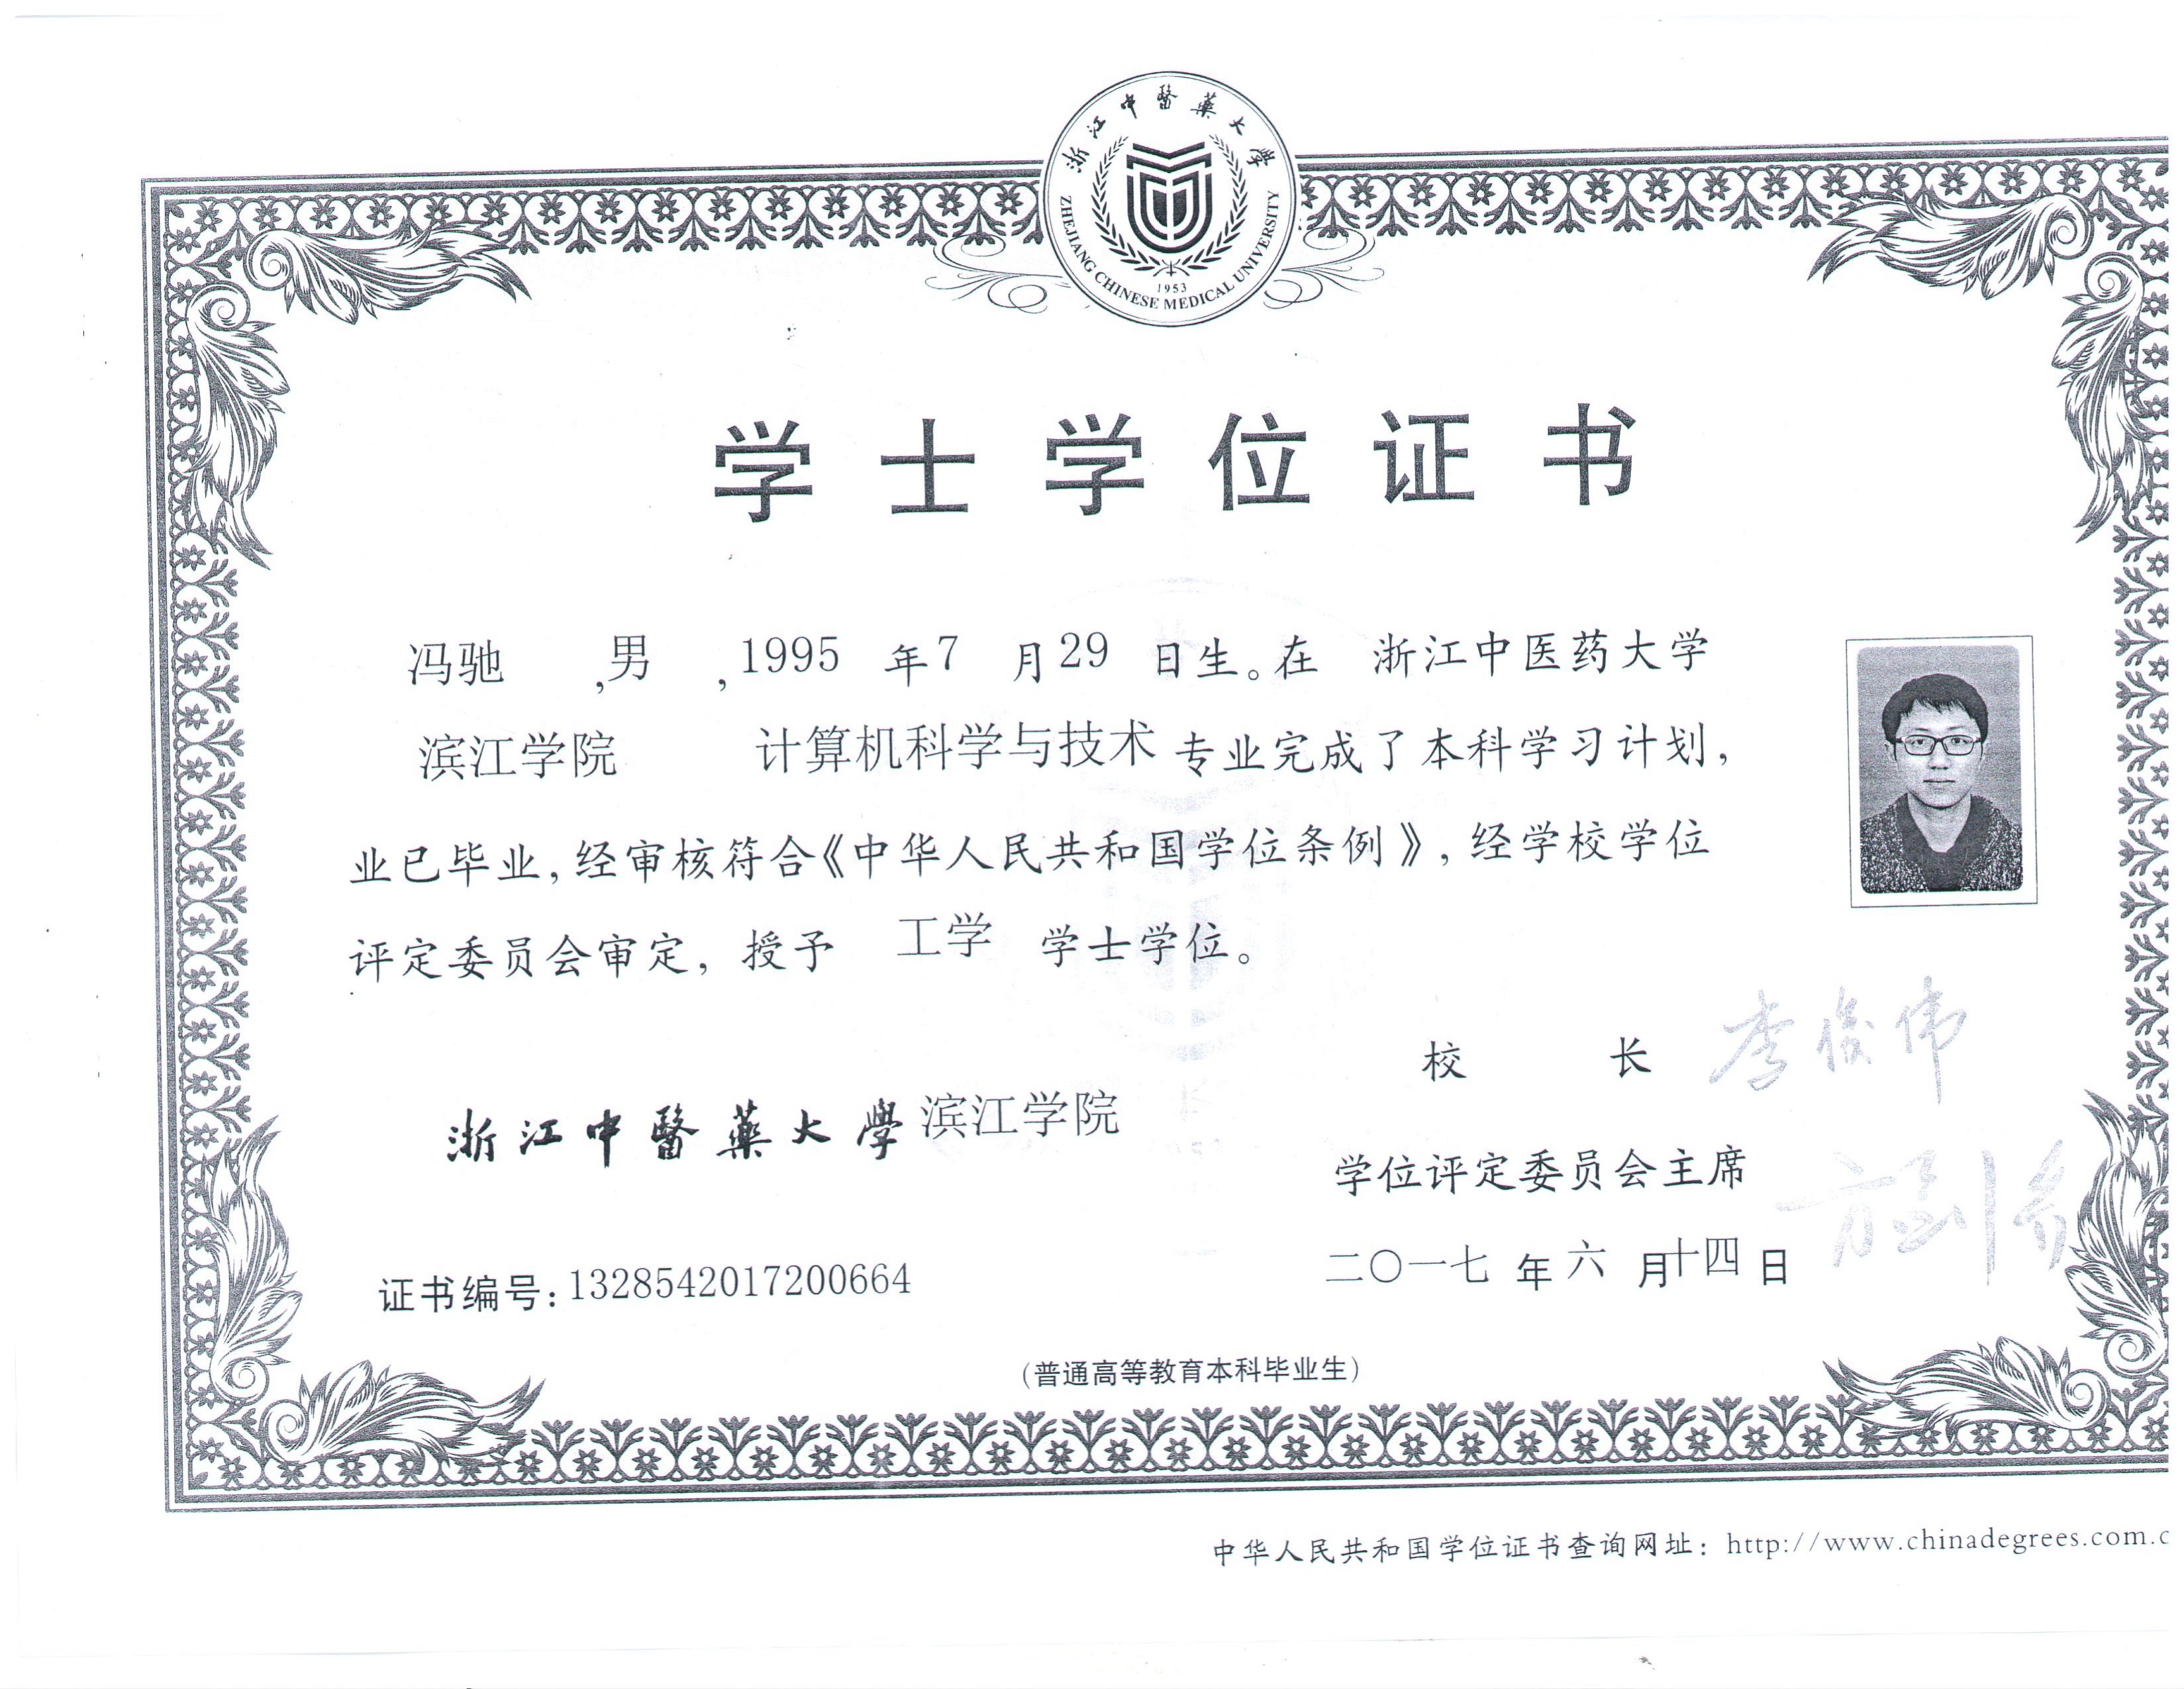 浙江中醫藥大學
ZHEJIANG CHINESE MEDICAL UNIVERSITY
1953
学士学位证书
冯驰 ,男 ,1995 年7 月29 日生。在 浙江中医药大学
滨江学院 计算机科学与技术 专业完成了本科学习计划,
业已毕业,经审核符合《中华人民共和国学位条例》,经学校学位
评定委员会审定,授予 工学 学士学位。
校 长 李俊伟
浙江中醫藥大學滨江学院
学位评定委员会主席
二〇一七 年 六 月十四 日
证书编号:1328542017200664
(普通高等教育本科毕业生)
中华人民共和国学位证书查询网址:http://www.chinadegrees.com.c